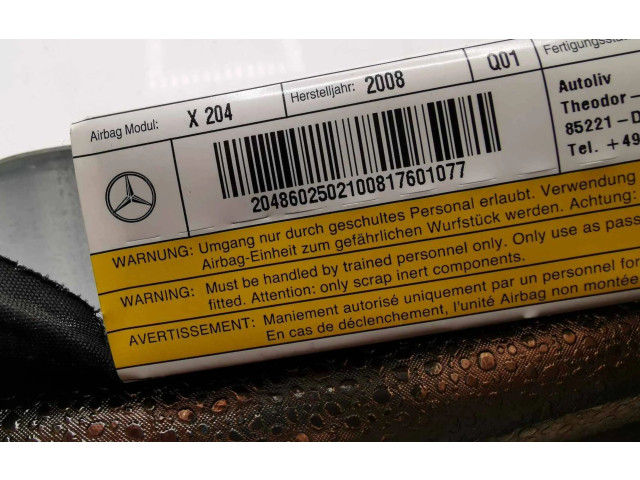 Airbag Modul: X 204 Herstelljahr: 2008 Q01
Autoliv
Theodor-
85221-D
Tel. +49
204860250210081760107​7
WARNUNG: Umgang nur durch geschultes Personal erlaubt. Verwendung
Airbag-Einheit zum gefährlichen Wurfstück werden. Achtung:
WARNING: Must be handled by trained personnel only. Only use as pass
fitted. Attention: only scrap inert components.
AVERTISSEMENT: Maniement autorisé uniquement par un personnel for
En cas de déclenchement, l'unité Airbag non montée